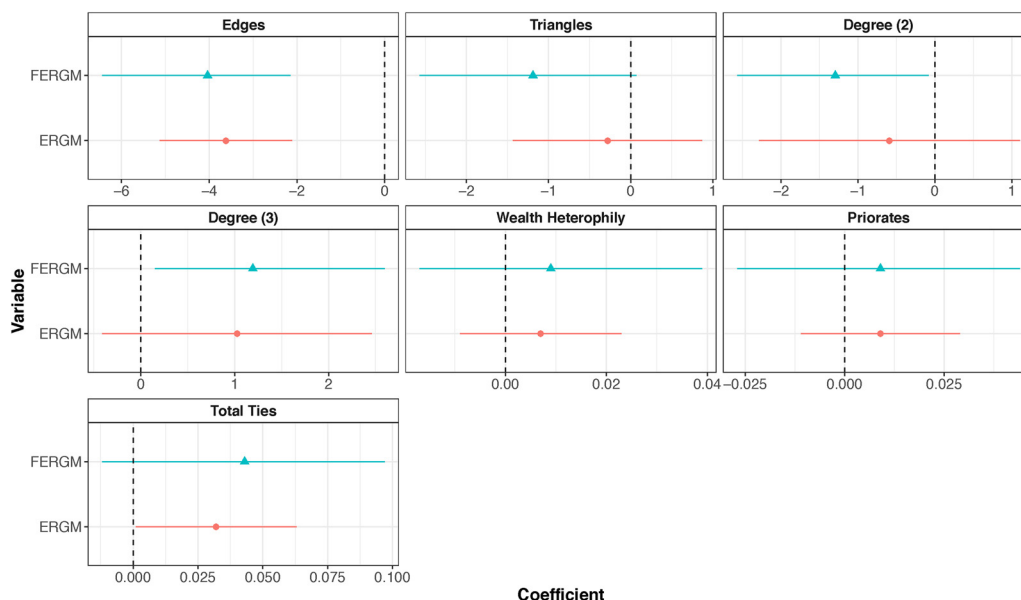 Edges Triangles Degree (2)
FERGM
ERGM
−6 −4 −2 0 −2 −1 0 1 −2 −1 0 1
Degree (3) Wealth Heterophily Priorates
FERGM
ERGM
0 1 2 0.00 0.02 0.04 −0.025 0.000 0.025
Variable
Total Ties
FERGM
ERGM
0.000 0.025 0.050 0.075 0.100
Coefficient